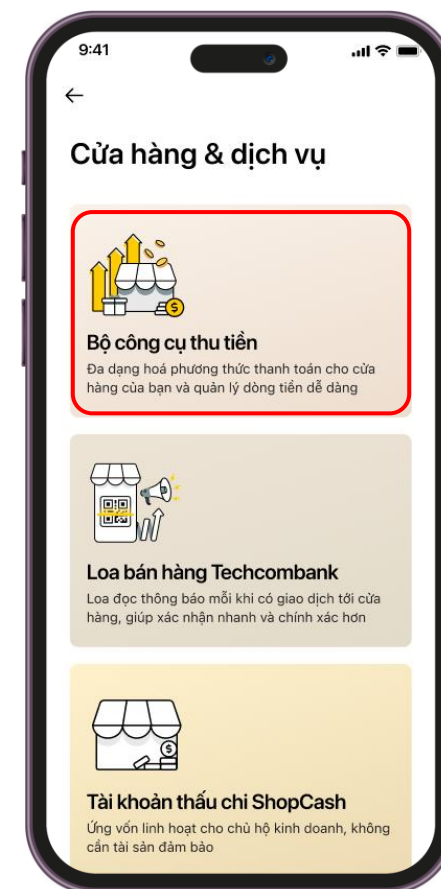 9:41
Cửa hàng & dịch vụ
Bộ công cụ thu tiền
Đa dạng hoá phương thức thanh toán cho cửa
hàng của bạn và quản lý dòng tiền dễ dàng
Loa bán hàng Techcombank
Loa đọc thông báo mỗi khi có giao dịch tới cửa
hàng, giúp xác nhận nhanh và chính xác hơn
Tài khoản thấu chi ShopCash
Ứng vốn linh hoạt cho chủ hộ kinh doanh, không
cần tài sản đảm bảo